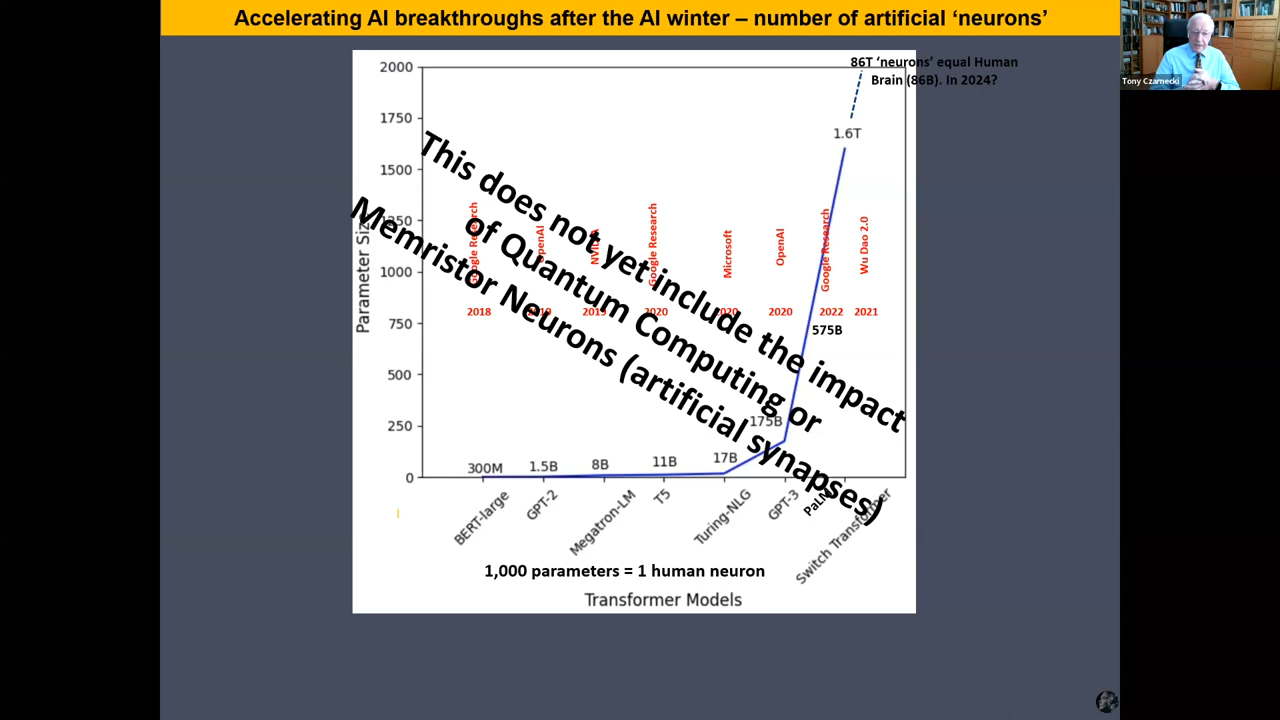 Accelerating AI breakthroughs after the AI winter – number of artificial ‘neurons’
Tony Czarnecki
86T ‘neurons’ equal Human
Brain (86B). In 2024?
2000
1750
1500
1250
1000
750
500
250
0
Parameter Size
1.6T
This does not yet include the impact
of Quantum Computing or
Memristor Neurons (artificial synapses)
Google Research
OpenAI
NVIDIA
Google Research
Microsoft
OpenAI
Google Research
Wu Dao 2.0
2018
2019
2019
2020
2020
2020
2022
2021
575B
300M
1.5B
8B
11B
17B
175B
BERT-large
GPT-2
Megatron-LM
T5
Turing-NLG
GPT-3
PaLM
Switch Transformer
1,000 parameters = 1 human neuron
Transformer Models